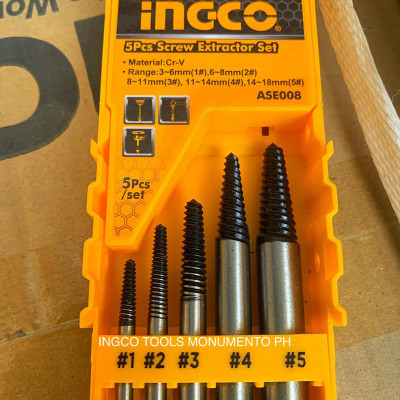 INGCO
5Pcs Screw Extractor Set
• Material:Cr-V
• Range:3~6mm(1#),6~8mm(2#)
8~11mm(3#), 11~14mm(4#),14~18mm(5#)
ASE008
5Pcs
/set
INGCO TOOLS MONUMENTO PH
#1 #2 #3 #4 #5